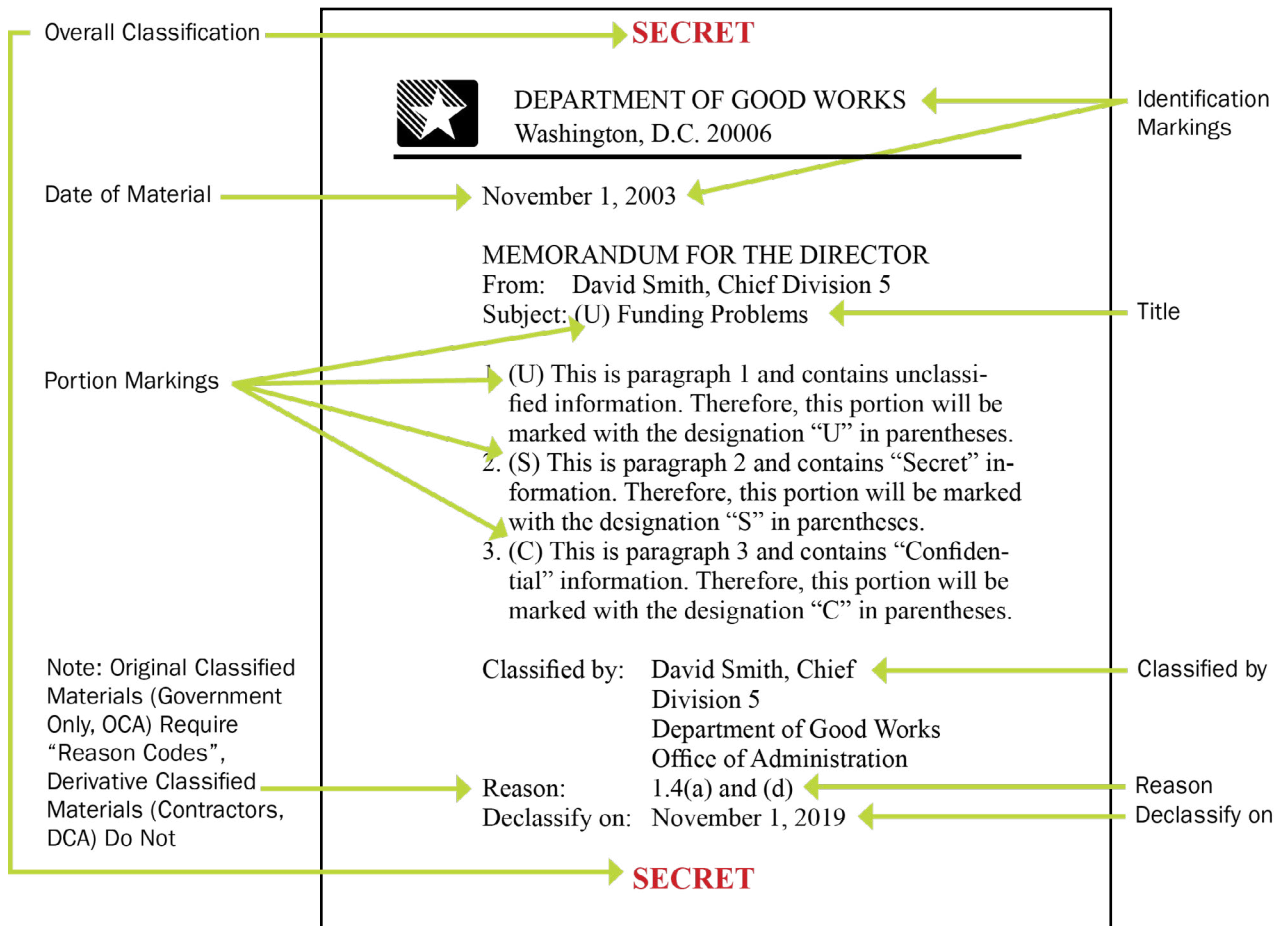 Overall Classification
SECRET
DEPARTMENT OF GOOD WORKS
Washington, D.C. 20006
Identification
Markings
Date of Material
November 1, 2003
MEMORANDUM FOR THE DIRECTOR
From: David Smith, Chief Division 5
Subject: (U) Funding Problems
Title
Portion Markings
1. (U) This is paragraph 1 and contains unclassi-
fied information. Therefore, this portion will be
marked with the designation “U” in parentheses.
2. (S) This is paragraph 2 and contains “Secret” in-
formation. Therefore, this portion will be marked
with the designation “S” in parentheses.
3. (C) This is paragraph 3 and contains “Confiden-
tial” information. Therefore, this portion will be
marked with the designation “C” in parentheses.
Note: Original Classified
Materials (Government
Only, OCA) Require
“Reason Codes”,
Derivative Classified
Materials (Contractors,
DCA) Do Not
Classified by: David Smith, Chief
Division 5
Department of Good Works
Office of Administration
Reason: 1.4(a) and (d)
Declassify on: November 1, 2019
Classified by
Reason
Declassify on
SECRET